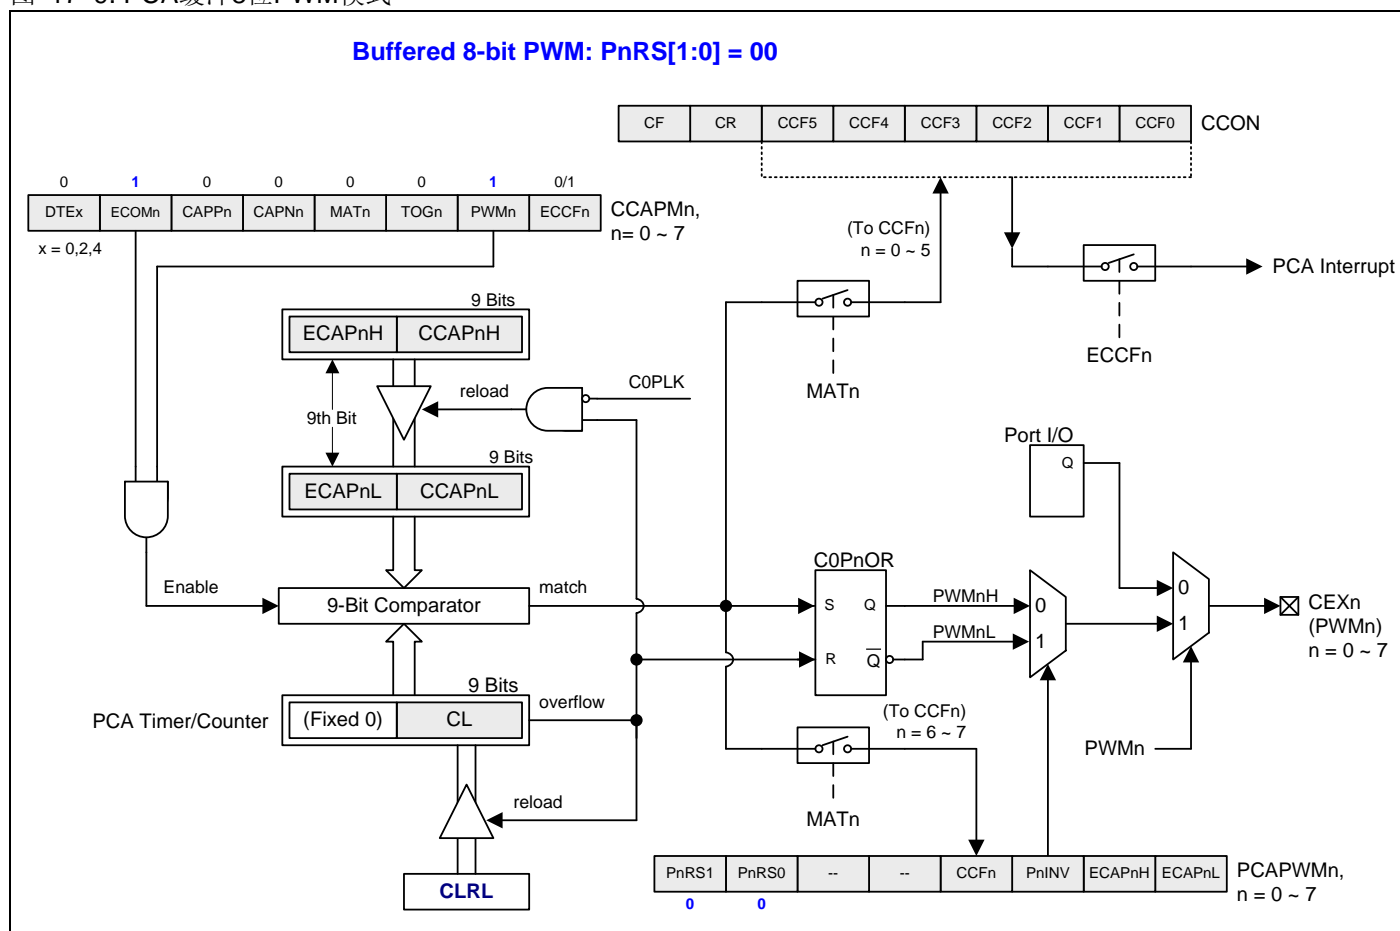 Buffered 8-bit PWM: PnRS[1:0] = 00
CF CR CCF5 CCF4 CCF3 CCF2 CCF1 CCF0 CCON
0 1 0 0 0 0 1 0/1
DTEx ECOMn CAPPn CAPNn MATn TOGn PWMn ECCFn CCAPMn,
n= 0 ~ 7
x = 0,2,4
(To CCFn)
n = 0 ~ 5
PCA Interrupt
9 Bits
ECAPnH CCAPnH
ECCFn
MATn
C0PLK
reload
9th Bit
Port I/O
Q
9 Bits
ECAPnL CCAPnL
C0PnOR
Enable
match
9-Bit Comparator
S Q
PWMnH
0
0
1
CEXn
(PWMn)
n = 0 ~ 7
R Q
PWMnL
1
9 Bits
overflow
PCA Timer/Counter
(Fixed 0) CL
(To CCFn)
n = 6 ~ 7
PWMn
reload
MATn
CLRL
PnRS1 PnRS0 -- -- CCFn PnINV ECAPnH ECAPnL PCAPWMn,
n = 0 ~ 7
0 0